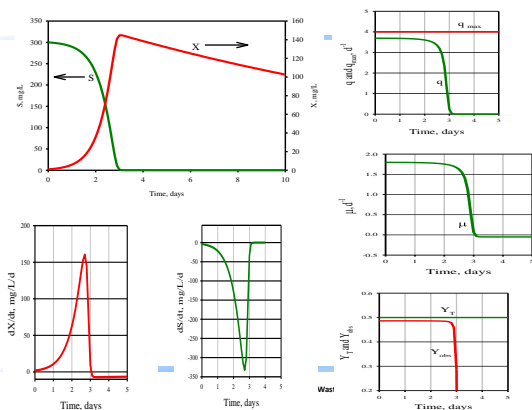 350
300
250
200
150
100
50
0
S, mg/L
S
X
160
140
120
100
80
60
40
20
0
X, mg/L
0 2 4 6 8 10
Time, days
5
4
3
2
1
0
q and qmax, d-1
q max
q
0 1 2 3 4 5
Time, days
2.0
1.5
1.0
0.5
0.0
-0.5
μ, d-1
μ
0 1 2 3 4 5
Time, days
200
150
100
50
0
dX/dt, mg/L/d
0 1 2 3 4 5
Time, days
0
-50
-100
-150
-200
-250
-300
-350
dS/dt, mg/L/d
0 1 2 3 4 5
Time, days
0.6
0.5
0.4
0.3
0.2
YT and Yobs
YT
Yobs
0 1 2 3 4 5
Time, days
Wast